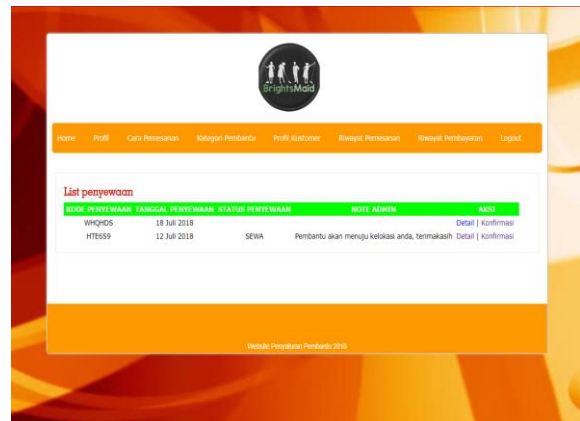 BrightsMaid
Home Profil Cara Pemesanan Kategori Pembantu Profil Kustomer Riwayat Pemesanan Riwayat Pembayaran Logout
List penyewaan
KODE PENYEWAAN TANGGAL PENYEWAAN STATUS PENYEWAAN NOTE ADMIN AKSI
WHQHDS 18 Juli 2018 Detail | Konfirmasi
HTE6S9 12 Juli 2018 SEWA Pembantu akan menuju kelokasi anda, terimakasih Detail | Konfirmasi
Website Penyaluran Pembantu 2018